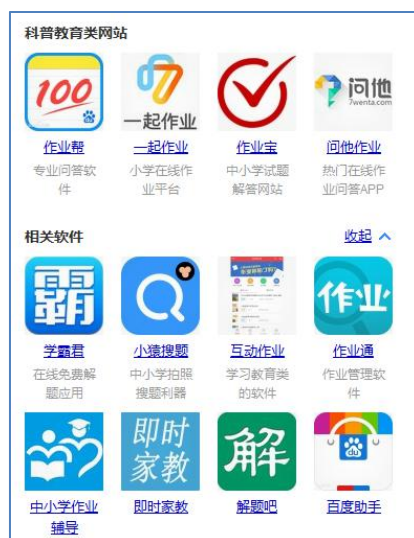 科普教育类网站
100
一起作业
问他
7wenta.com
作业帮
一起作业
作业宝
问他作业
专业问答软
件
小学在线作
业平台
中小学试题
解答网站
热门在线作
业问答APP
相关软件
收起
霸
作业
学霸君
小猿搜题
互动作业
作业通
在线免费解
题应用
中小学拍照
搜题利器
学习教育类
的软件
作业管理软
件
即时
家教
解
du
中小学作业
辅导
即时家教
解题吧
百度助手